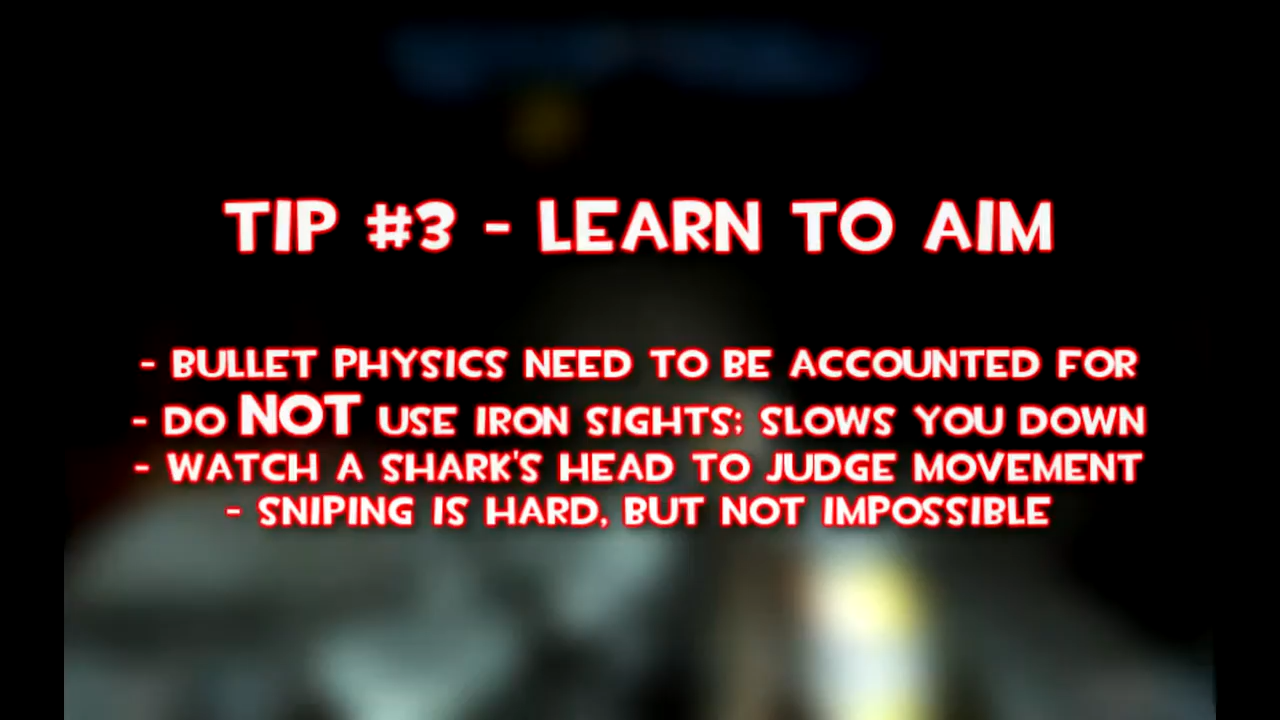 TIP #3 - LEARN TO AIM
- BULLET PHYSICS NEED TO BE ACCOUNTED FOR
- DO NOT USE IRON SIGHTS; SLOWS YOU DOWN
- WATCH A SHARK'S HEAD TO JUDGE MOVEMENT
- SNIPING IS HARD, BUT NOT IMPOSSIBLE